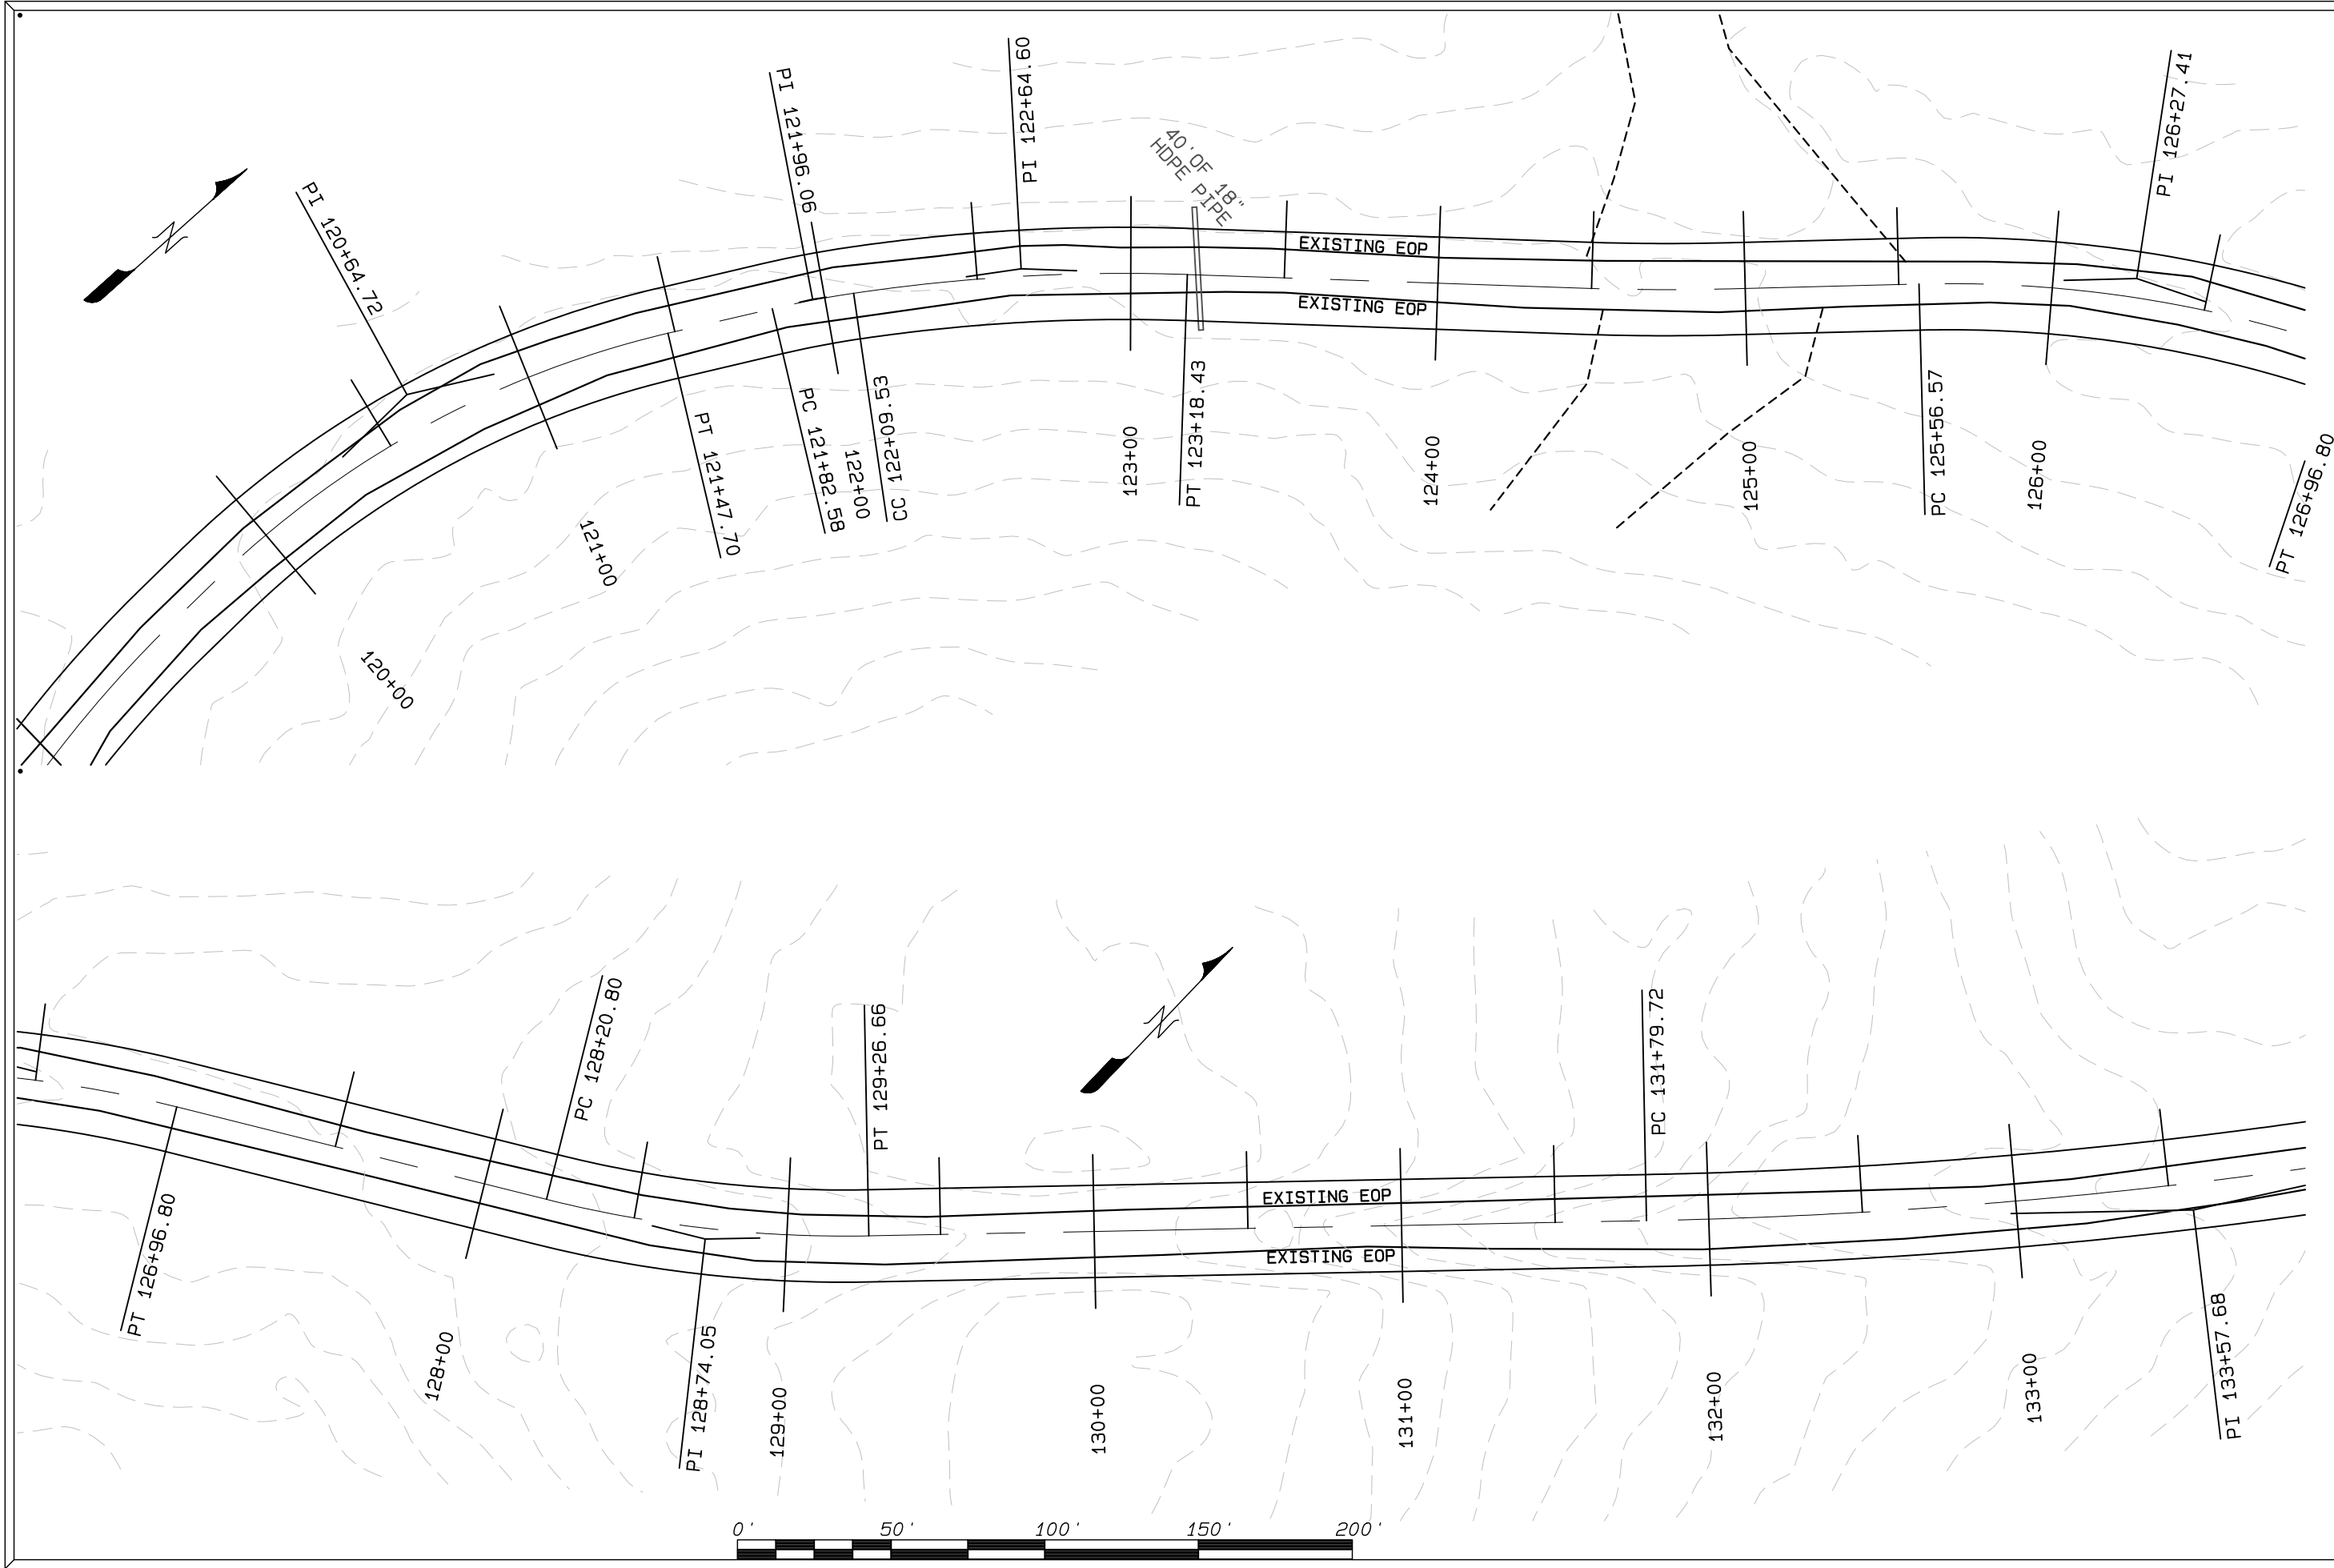 PI 120+64.72
PI 121+96.06
PI 122+64.60
40'OF 18"
HDPE PIPE
PI 126+27.41
EXISTING EOP
EXISTING EOP
120+00
121+00
PT 121+47.70
PC 121+82.58
122+00
CC 122+09.53
123+00
PT 123+18.43
124+00
125+00
PC 125+56.57
126+00
PT 126+96.80
PT 126+96.80
128+00
PC 128+20.80
PI 128+74.05
129+00
PT 129+26.66
130+00
EXISTING EOP
EXISTING EOP
131+00
PC 131+79.72
132+00
133+00
PI 133+57.68
0' 50' 100' 150' 200'